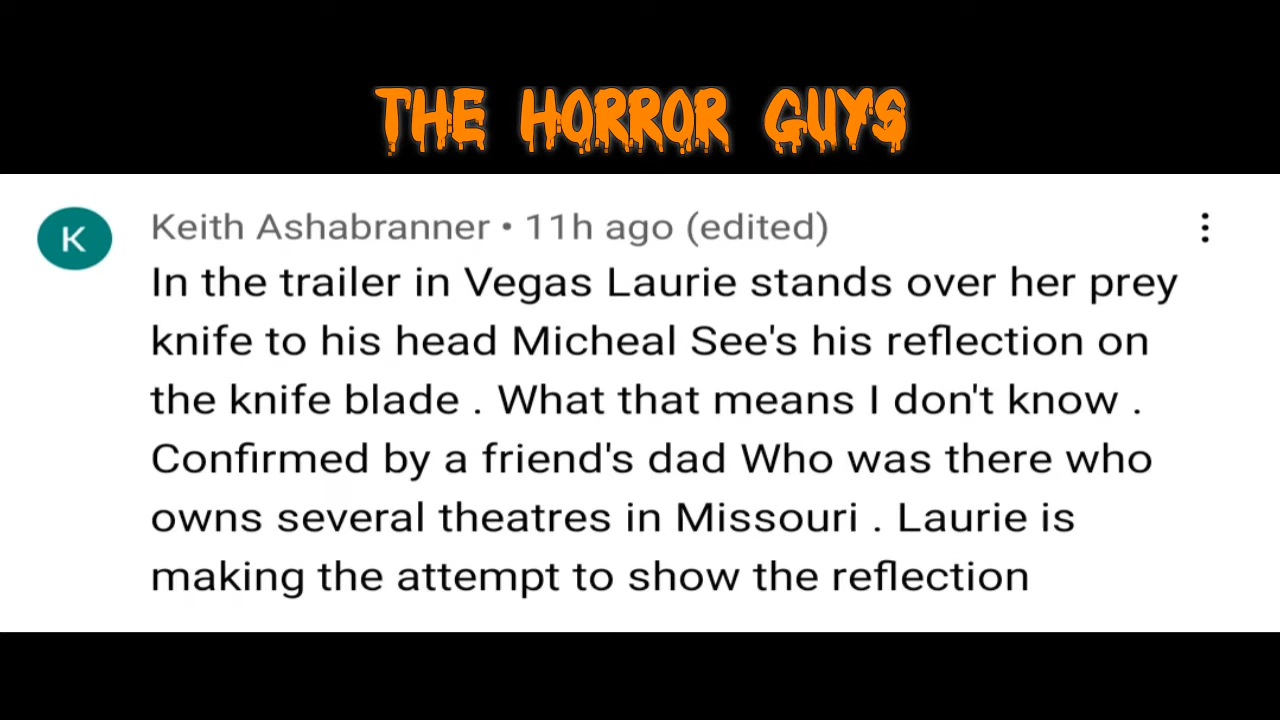 THE HORROR GUYS
K
Keith Ashabranner • 11h ago (edited)
In the trailer in Vegas Laurie stands over her prey
knife to his head Micheal See's his reflection on
the knife blade . What that means I don't know .
Confirmed by a friend's dad Who was there who
owns several theatres in Missouri . Laurie is
making the attempt to show the reflection